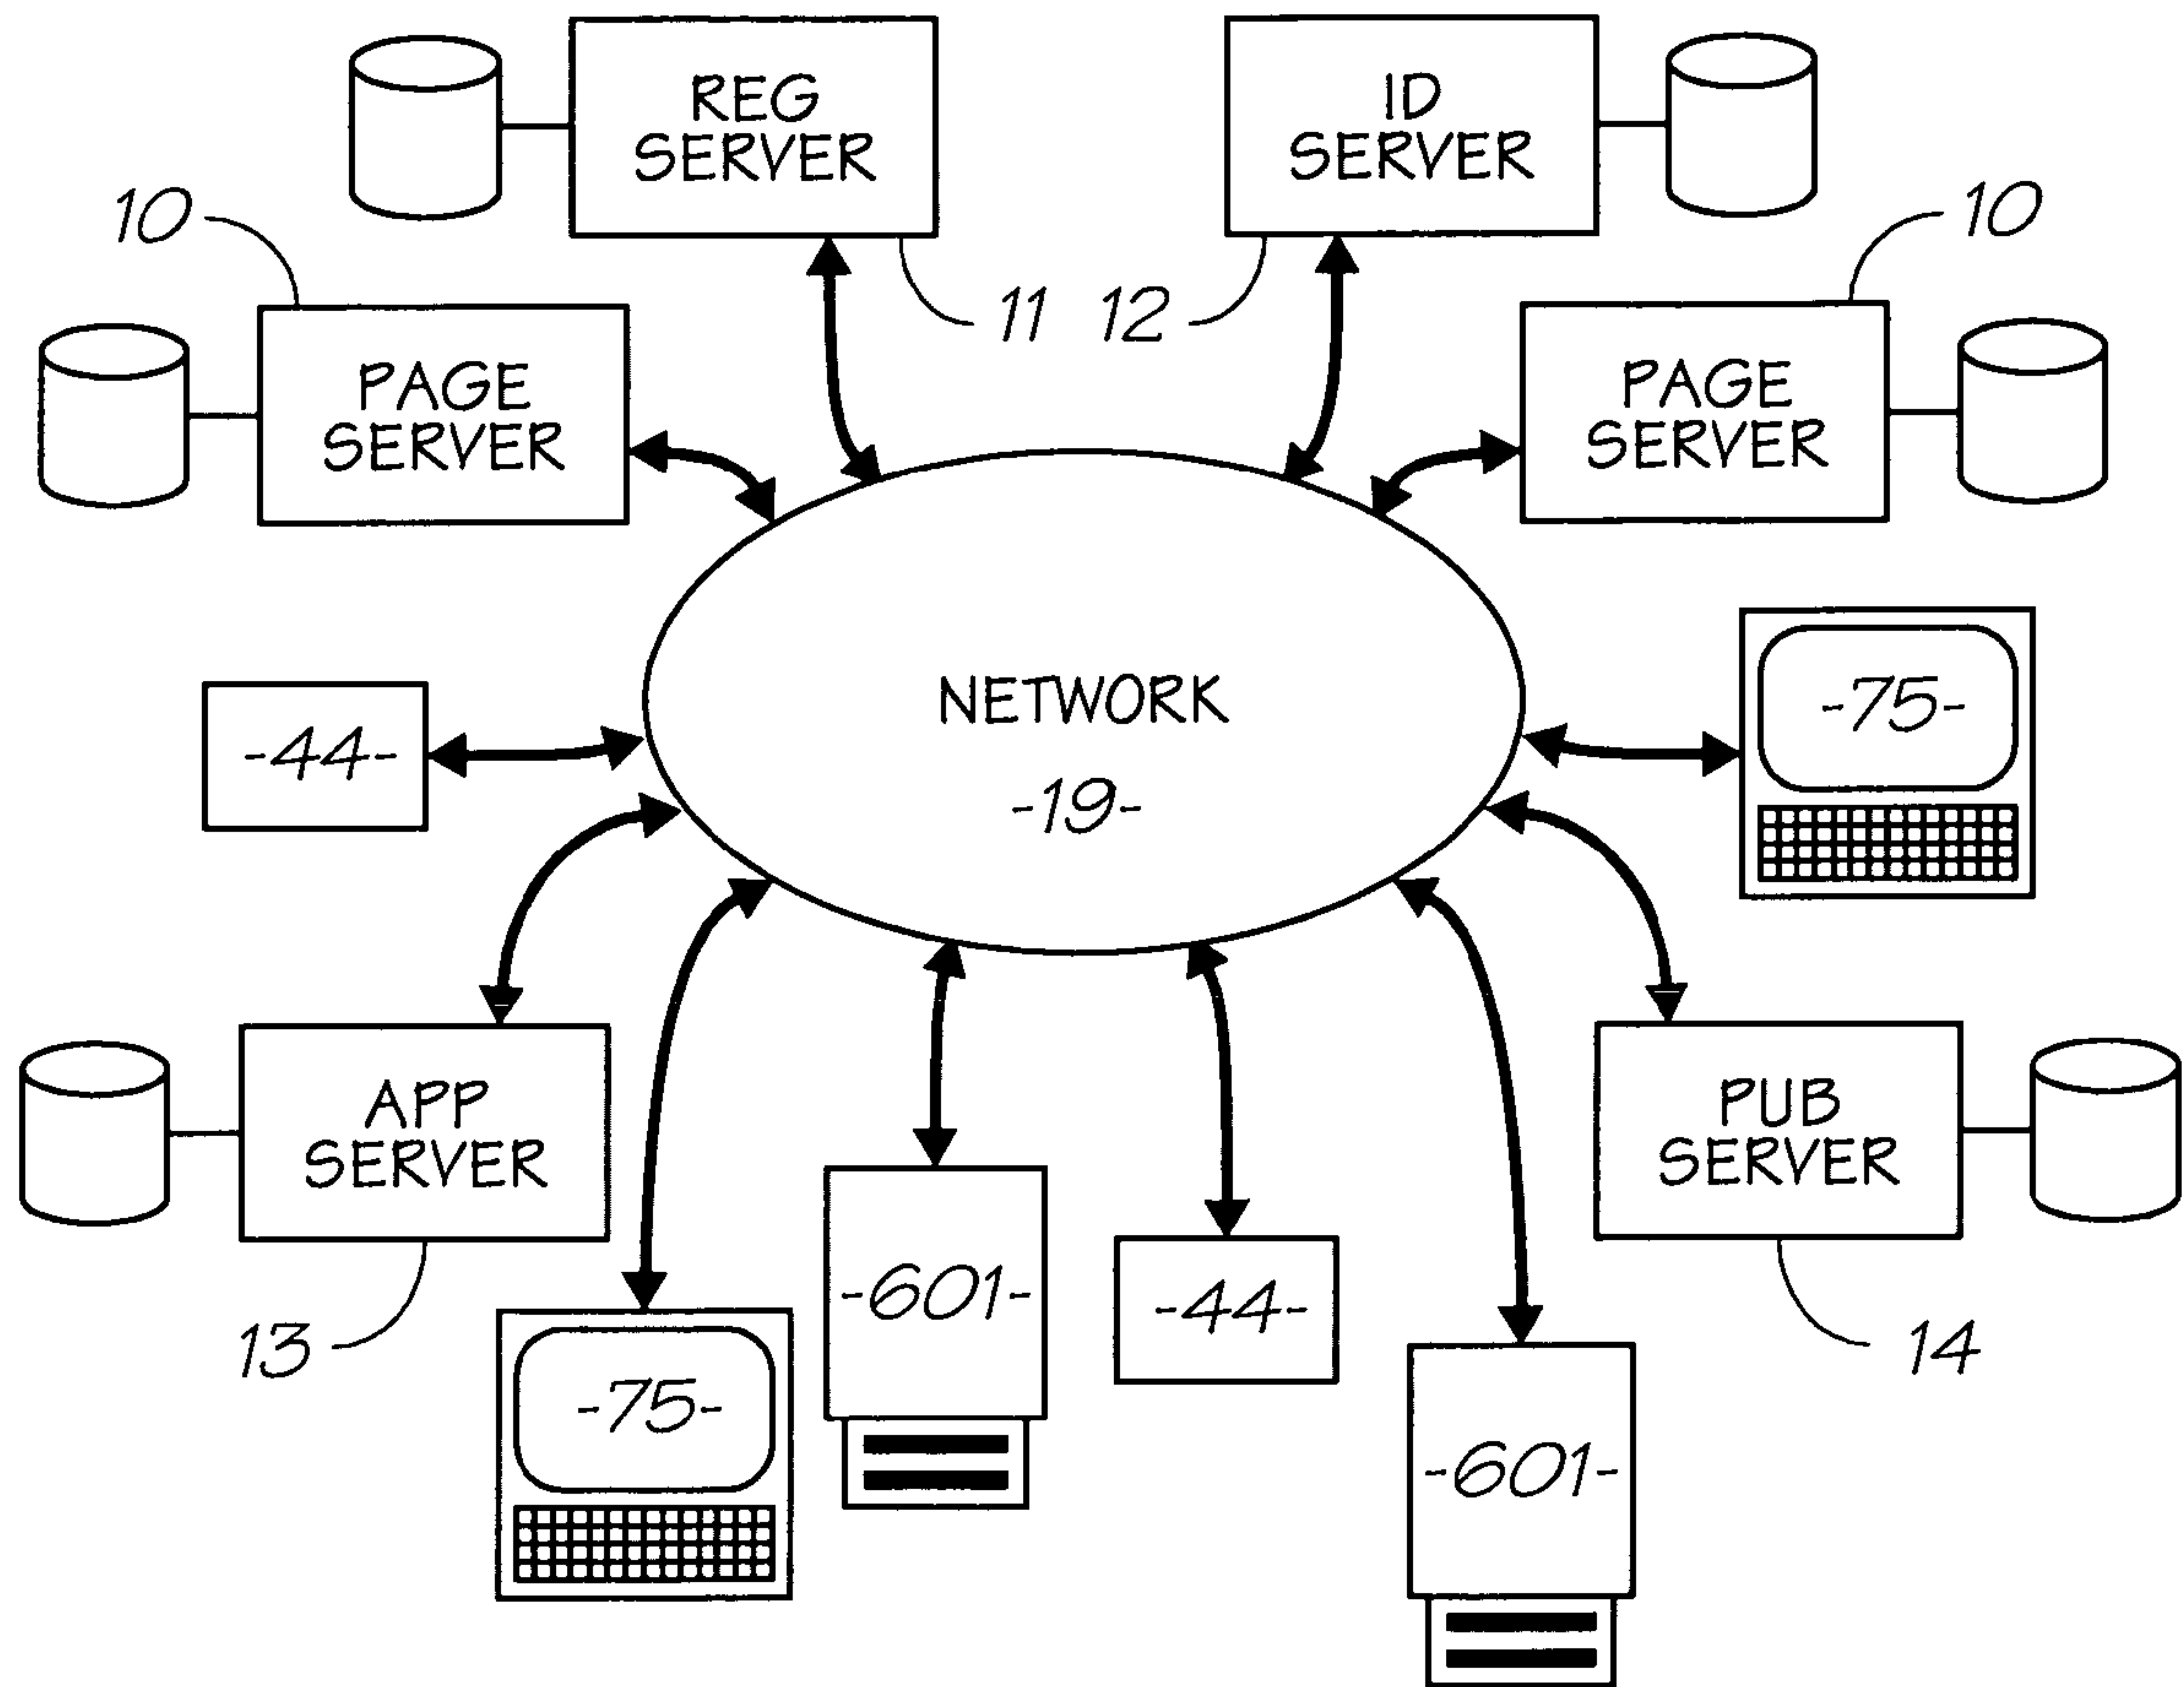 REG
SERVER
ID
SERVER
10
10
11
12
PAGE
SERVER
PAGE
SERVER
NETWORK
-19-
-44-
-75-
APP
SERVER
PUB
SERVER
-601-
-44-
13
14
-75-
-601-